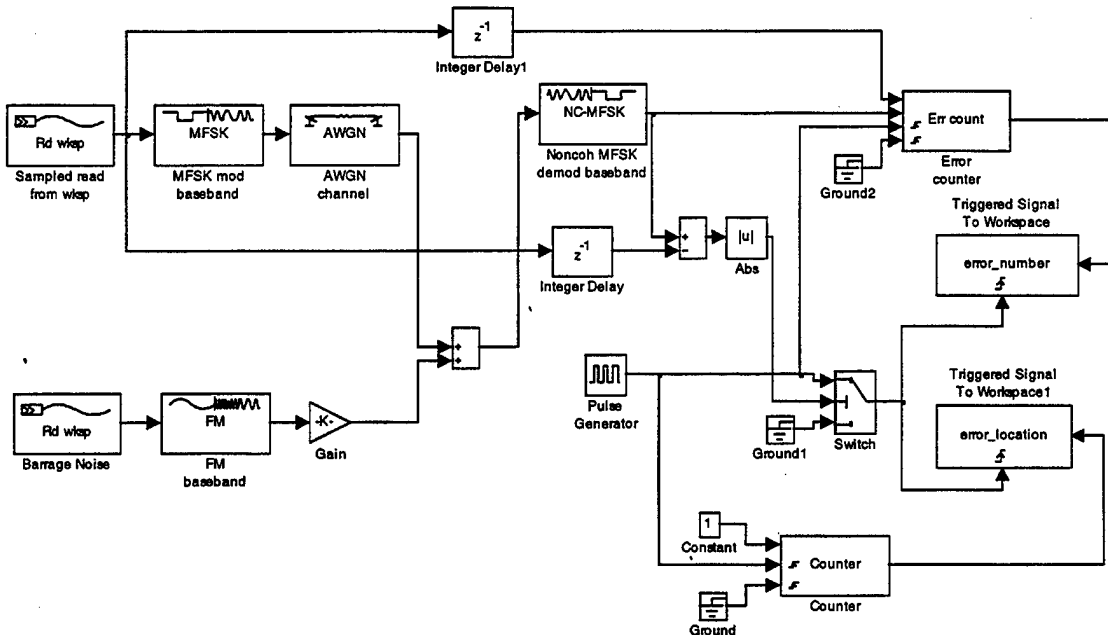 z-1
Integer Delay1
Rd wksp
Sampled read
from wksp
MFSK
MFSK mod
baseband
AWGN
AWGN
channel
NC-MFSK
Noncoh MFSK
demod baseband
Err count
Error
counter
Ground2
z-1
Integer Delay
+
-
|u|
Abs
Triggered Signal
To Workspace
error_number
+
+
Pulse
Generator
Ground1
Switch
Triggered Signal
To Workspace1
error_location
Rd wksp
Barrage Noise
FM
FM
baseband
-K-
Gain
1
Constant
Counter
Counter
Ground